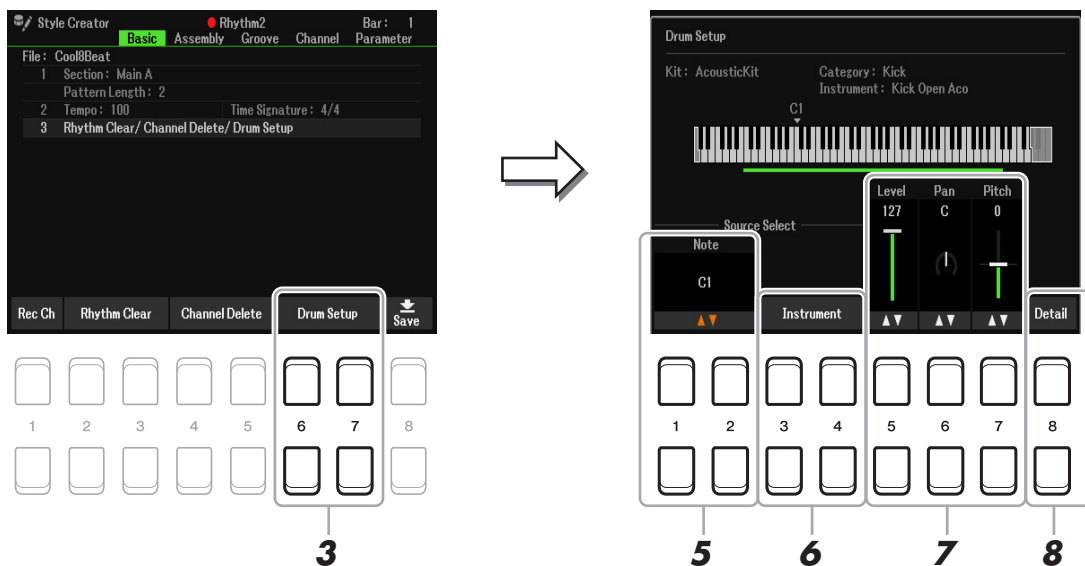 Style Creator Rhythm2 Bar : 1
Basic Assembly Groove Channel Parameter
File : Cool8Beat
1 Section : Main A
Pattern Length : 2
2 Tempo : 100 Time Signature : 4/4
3 Rhythm Clear/ Channel Delete/ Drum Setup
Rec Ch Rhythm Clear Channel Delete Drum Setup Save
1 2 3 4 5 6 7 8
3
Drum Setup
Kit : AcousticKit Category : Kick
Instrument : Kick Open Aco
C1
Level Pan Pitch
127 C 0
Source Select
Note
C1
Instrument Detail
1 2 3 4 5 6 7 8
5 6 7 8